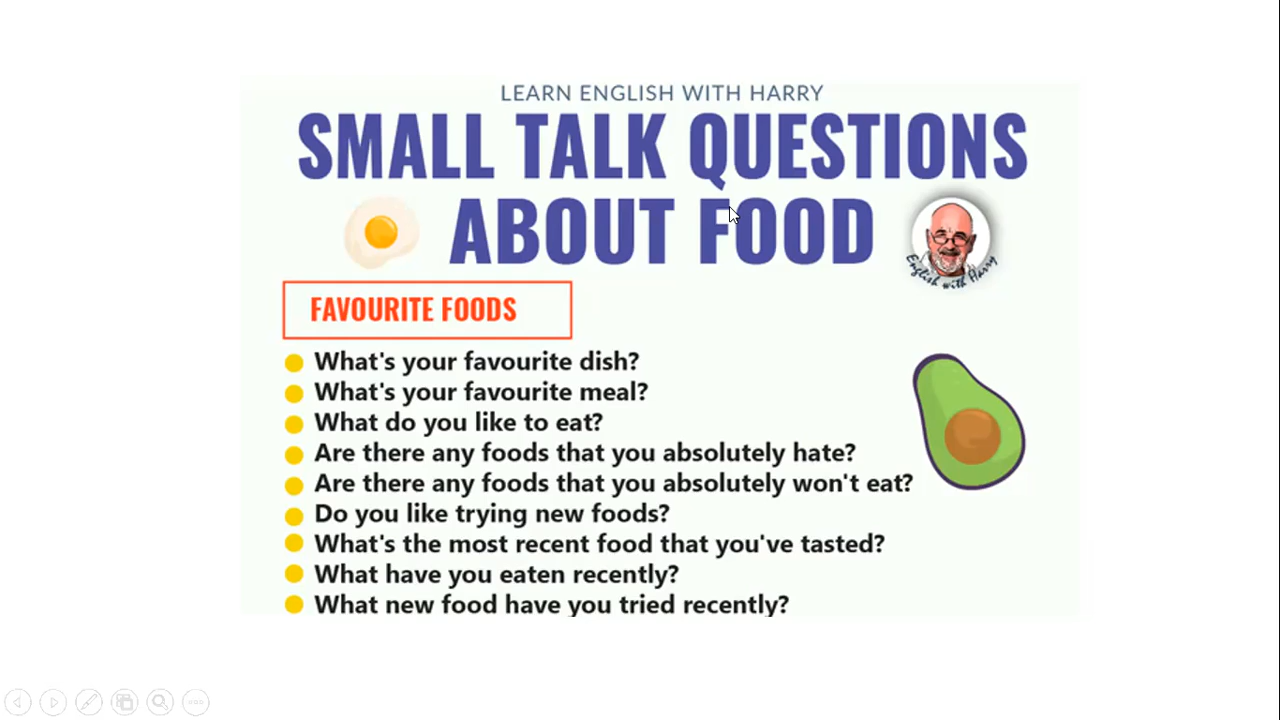 LEARN ENGLISH WITH HARRY
SMALL TALK QUESTIONS
ABOUT FOOD
English with Harry
FAVOURITE FOODS
What's your favourite dish?
What's your favourite meal?
What do you like to eat?
Are there any foods that you absolutely hate?
Are there any foods that you absolutely won't eat?
Do you like trying new foods?
What's the most recent food that you've tasted?
What have you eaten recently?
What new food have you tried recently?